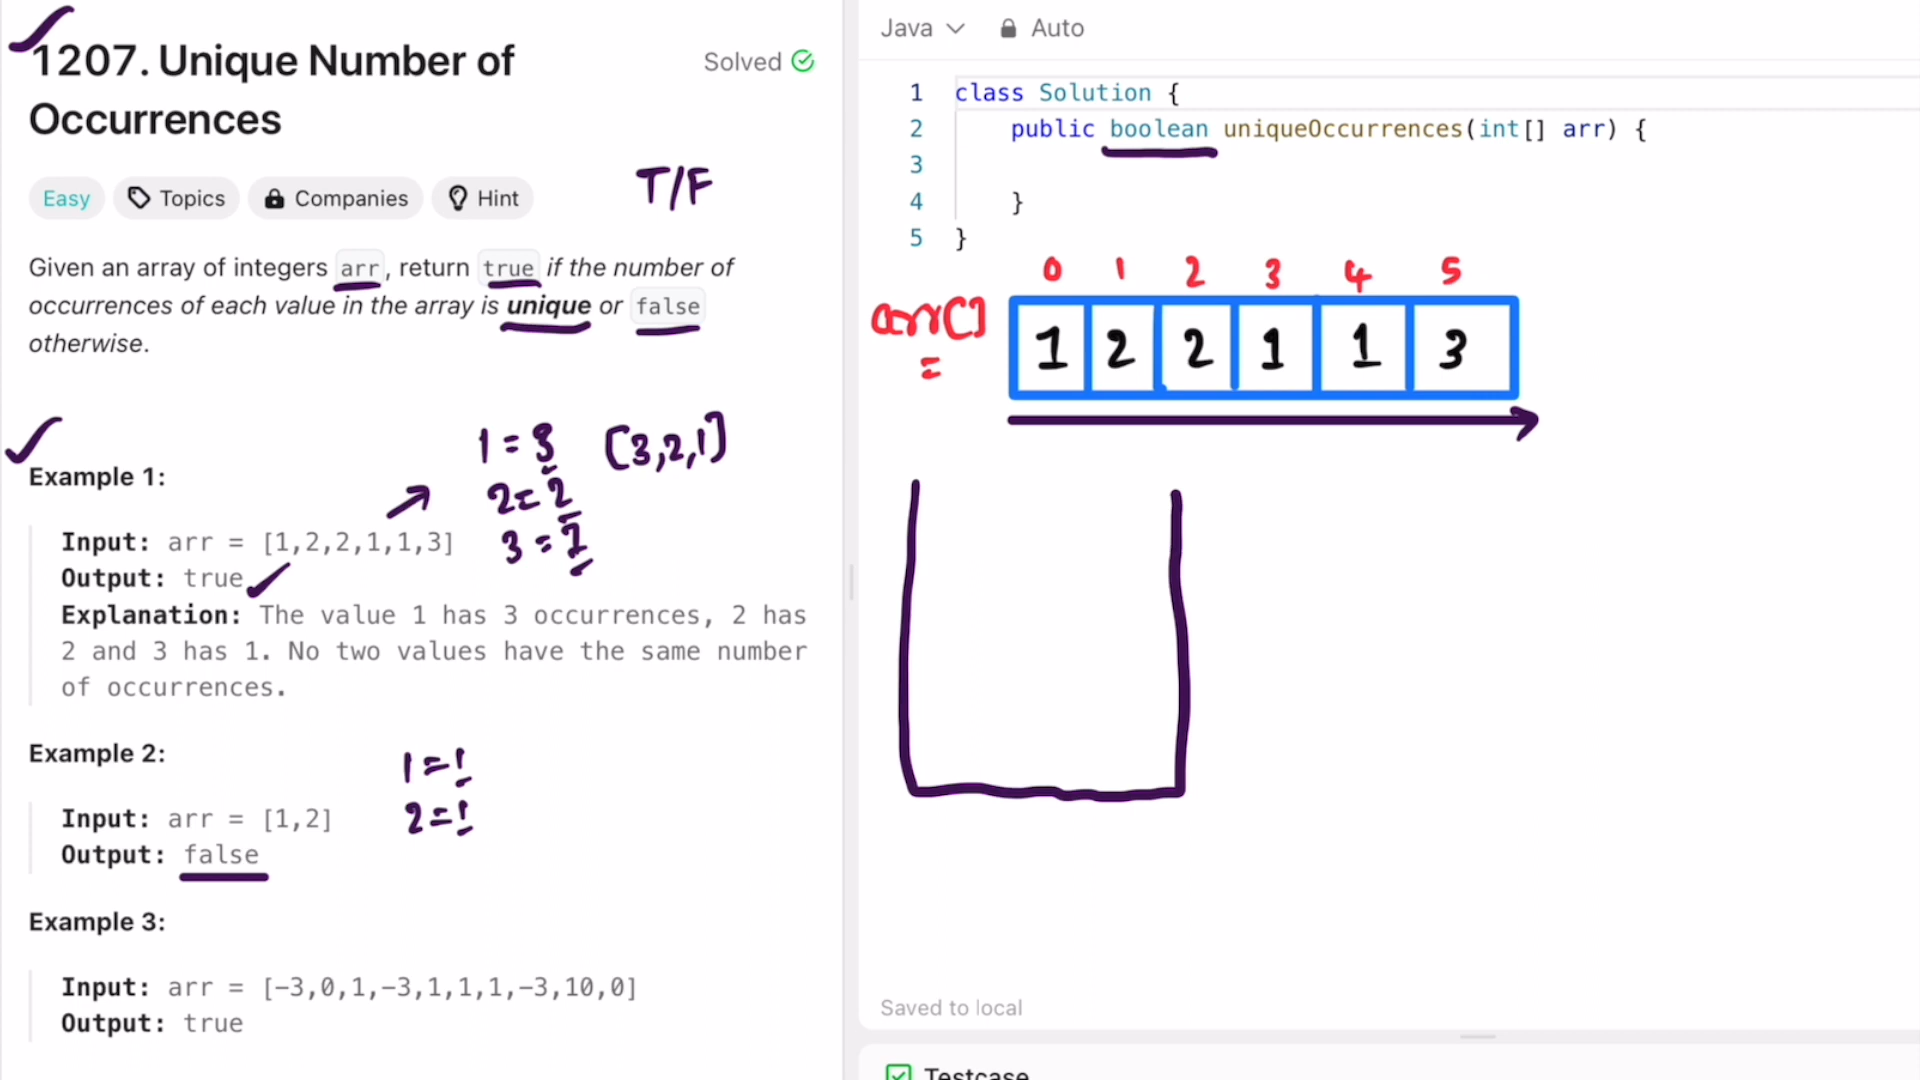 1207. Unique Number of
Occurrences
Solved
Easy
Topics
Companies
Hint
T/F
Given an array of integers arr, return true if the number of
occurrences of each value in the array is unique or false
otherwise.
Example 1:
1 = 3
[3,2,1]
2 = 2
3 = 1
Input: arr = [1,2,2,1,1,3]
Output: true
Explanation: The value 1 has 3 occurrences, 2 has
2 and 3 has 1. No two values have the same number
of occurrences.
Example 2:
1 = 1
2 = 1
Input: arr = [1,2]
Output: false
Example 3:
Input: arr = [-3,0,1,-3,1,1,1,-3,10,0]
Output: true
Java
Auto
1 class Solution {
2 public boolean uniqueOccurrences(int[] arr) {
3
4 }
5 }
0 1 2 3 4 5
arr[] =
1 2 2 1 1 3
Saved to local
Testcase